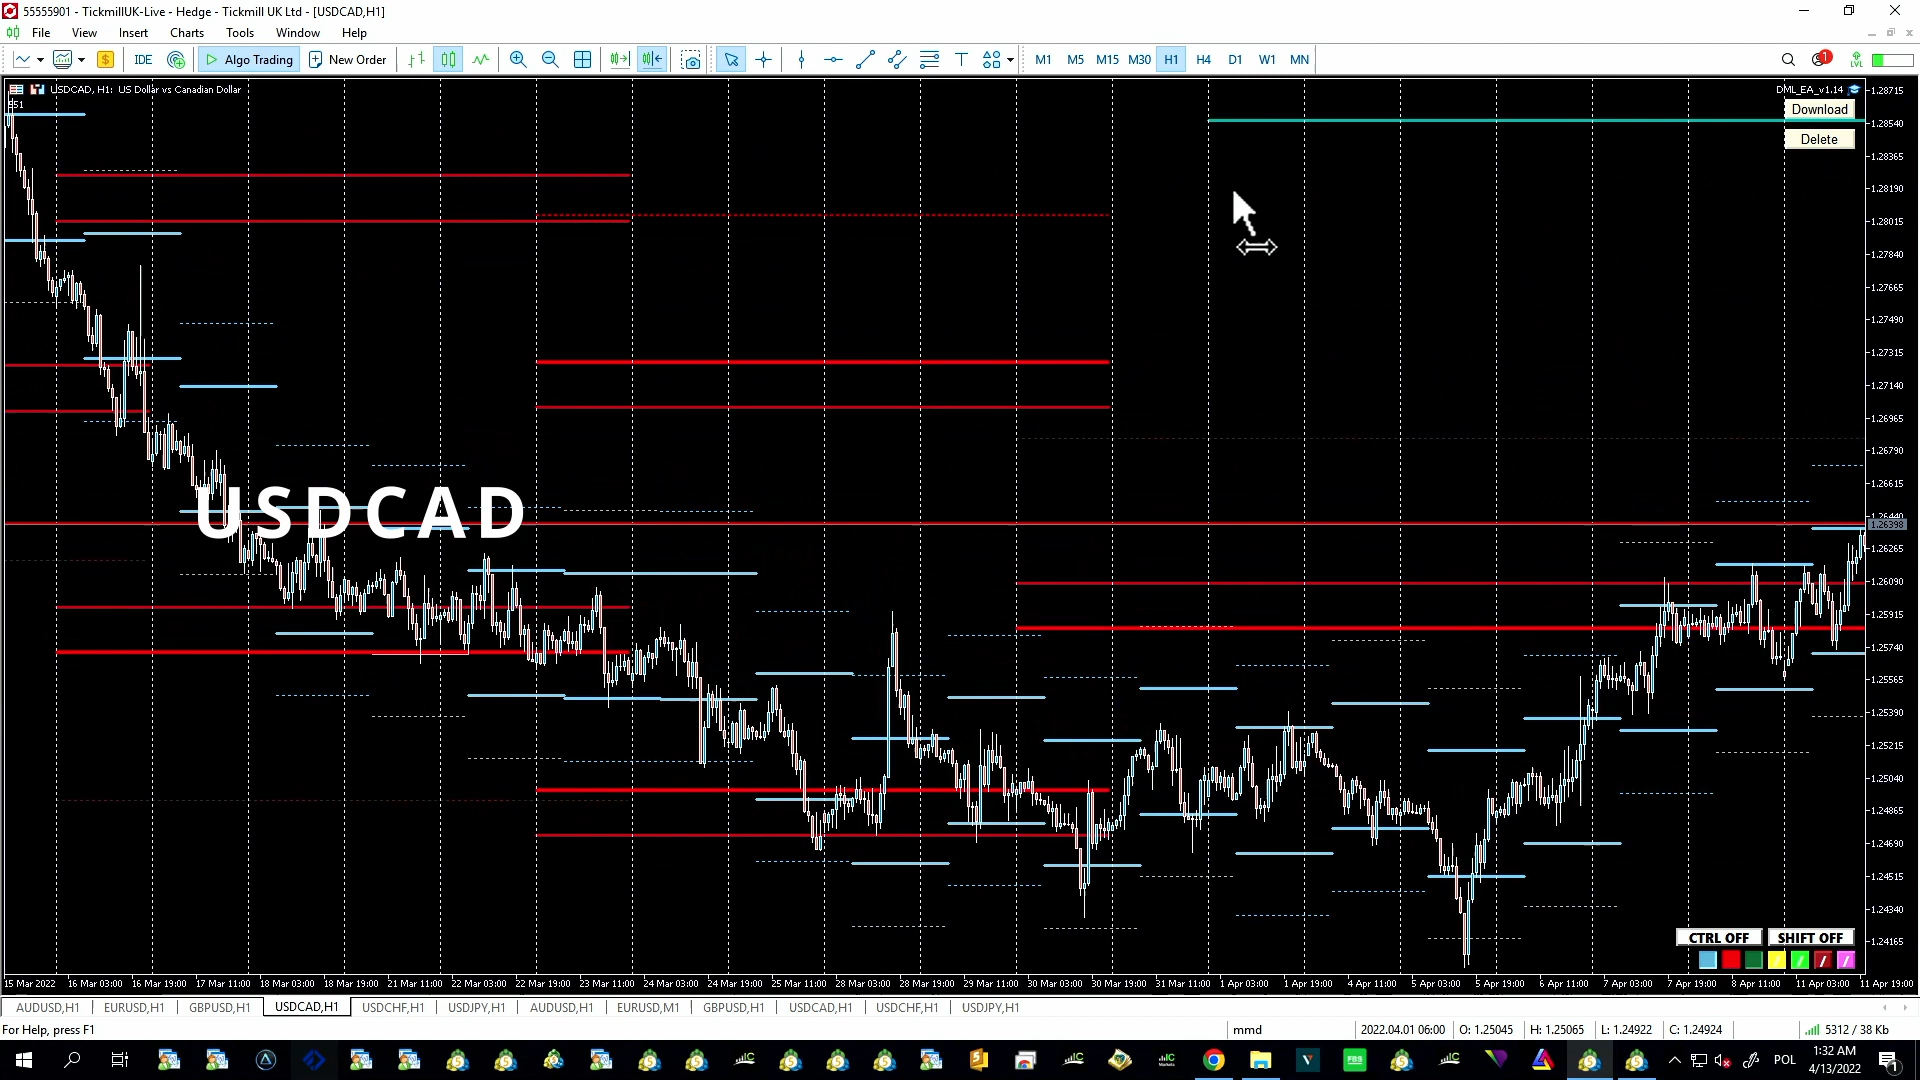 55555901 - TickmillUK-Live - Hedge - Tickmill UK Ltd - [USDCAD,H1]
File View Insert Charts Tools Window Help
IDE Algo Trading New Order M1 M5 M15 M30 H1 H4 D1 W1 MN 1 LVL
USDCAD, H1: US Dollar vs Canadian Dollar
DML_EA_v1.14
Download
Delete
1.28715
1.28540
1.28365
1.28190
1.28015
1.27840
1.27665
1.27490
1.27315
1.27140
1.26965
1.26790
1.26615
1.26440
1.26398
1.26265
1.26090
1.25915
1.25740
1.25565
1.25390
1.25215
1.25040
1.24865
1.24690
1.24515
1.24340
1.24165
USDCAD
CTRL OFF SHIFT OFF
15 Mar 2022 16 Mar 03:00 16 Mar 19:00 17 Mar 11:00 18 Mar 03:00 18 Mar 19:00 21 Mar 11:00 22 Mar 03:00 22 Mar 19:00 23 Mar 11:00 24 Mar 03:00 24 Mar 19:00 25 Mar 11:00 28 Mar 03:00 28 Mar 19:00 29 Mar 11:00 30 Mar 03:00 30 Mar 19:00 31 Mar 11:00 1 Apr 03:00 1 Apr 19:00 4 Apr 11:00 5 Apr 03:00 5 Apr 19:00 6 Apr 11:00 7 Apr 03:00 7 Apr 19:00 8 Apr 11:00 11 Apr 03:00 11 Apr 19:00
AUDUSD,H1 EURUSD,H1 GBPUSD,H1 USDCAD,H1 USDCHF,H1 USDJPY,H1 AUDUSD,H1 EURUSD,M1 GBPUSD,H1 USDCAD,H1 USDCHF,H1 USDJPY,H1
For Help, press F1 mmd 2022.04.01 06:00 O: 1.25045 H: 1.25065 L: 1.24922 C: 1.24924 5312 / 38 Kb
POL 1:32 AM
4/13/2022